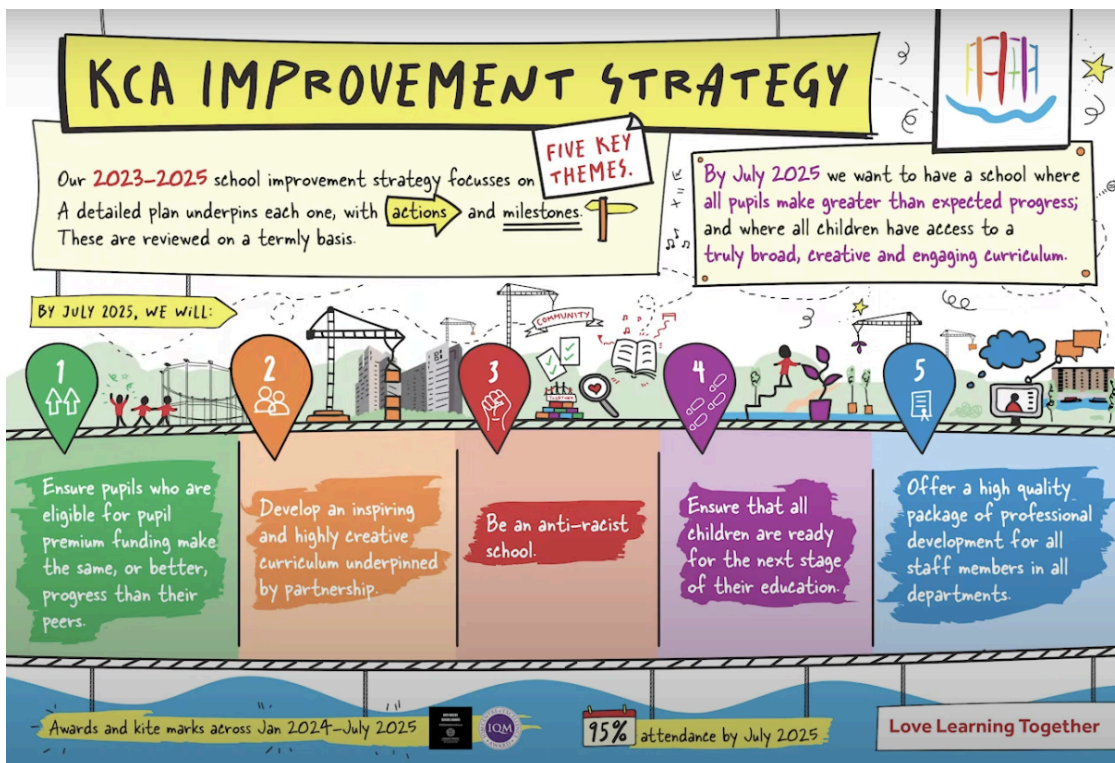 KCA IMPROVEMENT STRATEGY
Our 2023-2025 school improvement strategy focusses on
FIVE KEY
THEMES.
A detailed plan underpins each one, with actions and milestones.
These are reviewed on a termly basis.
By July 2025 we want to have a school where
all pupils make greater than expected progress;
and where all children have access to a
truly broad, creative and engaging curriculum.
BY JULY 2025, WE WILL:
COMMUNITY
TOGETHER
1
Ensure pupils who are
eligible for pupil
premium funding make
the same, or better,
progress than their
peers.
2
Develop an inspiring
and highly creative
curriculum underpinned
by partnership.
3
Be an anti-racist
school.
4
Ensure that all
children are ready
for the next stage
of their education.
5
Offer a high quality
package of professional
development for all
staff members in all
departments.
Awards and kite marks across Jan 2024-July 2025
IQM
95% attendance by July 2025
Love Learning Together